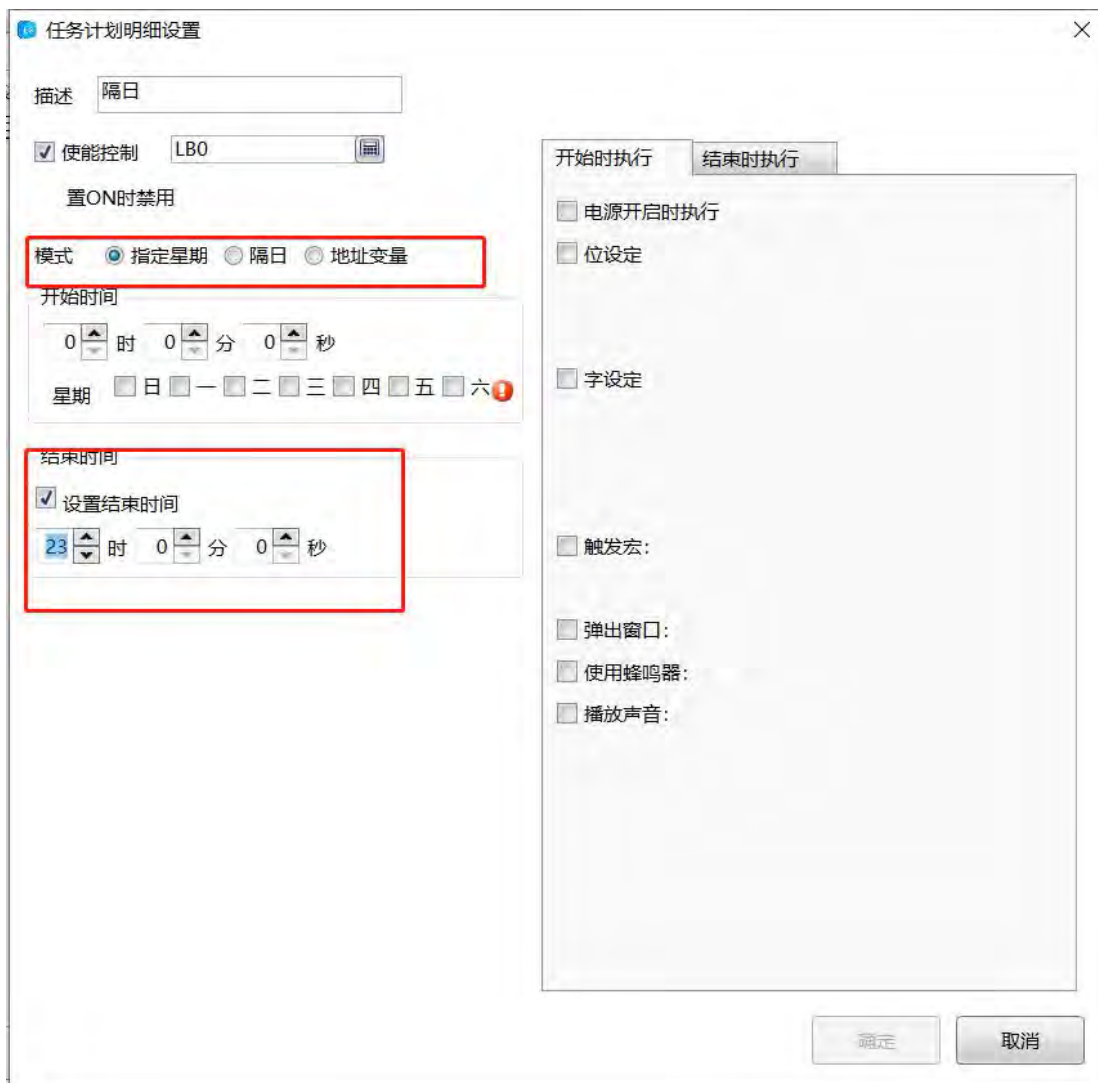 任务计划明细设置
描述 隔日
使能控制 LB0
置ON时禁用
模式 指定星期 隔日 地址变量
开始时间
0 时 0 分 0 秒
星期 日 一 二 三 四 五 六
结束时间
设置结束时间
23 时 0 分 0 秒
开始时执行 结束时执行
电源开启时执行
位设定
字设定
触发宏:
弹出窗口:
使用蜂鸣器:
播放声音:
确定 取消